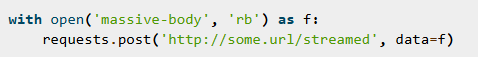 with open('massive-body', 'rb') as f:
    requests.post('http://some.url/streamed', data=f)